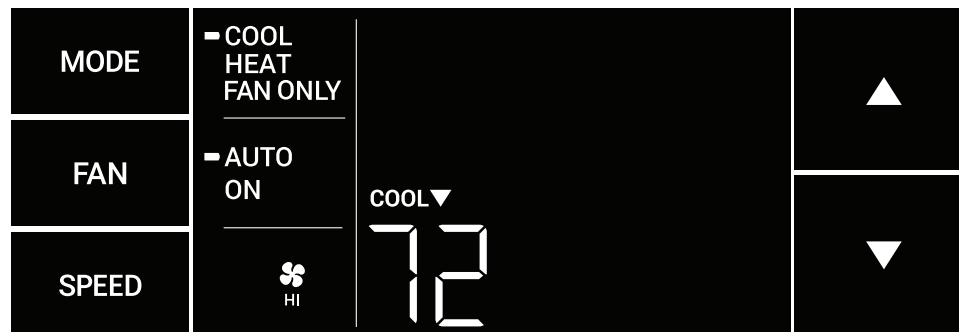 MODE
FAN
SPEED
COOL
HEAT
FAN ONLY
AUTO
ON
HI
COOL
72